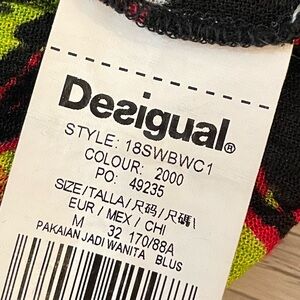 Desigual®
STYLE: 18SWBWC1
COLOUR: 2000
PO: 49235
SIZE/TALLA/尺码/尺碼\
EUR / MEX / CHI
M 32 170/88A
PAKAIAN JADI WANITA BLUS